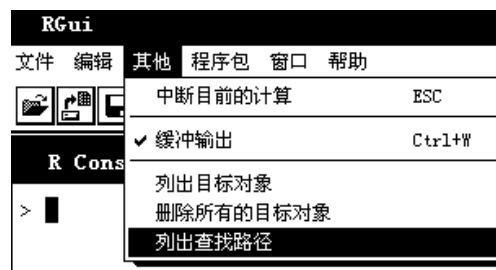 RGui
文件 编辑 其他 程序包 窗口 帮助
中断目前的计算 ESC
✓ 缓冲输出 Ctrl+W
R Cons
列出目标对象
>
删除所有的目标对象
列出查找路径